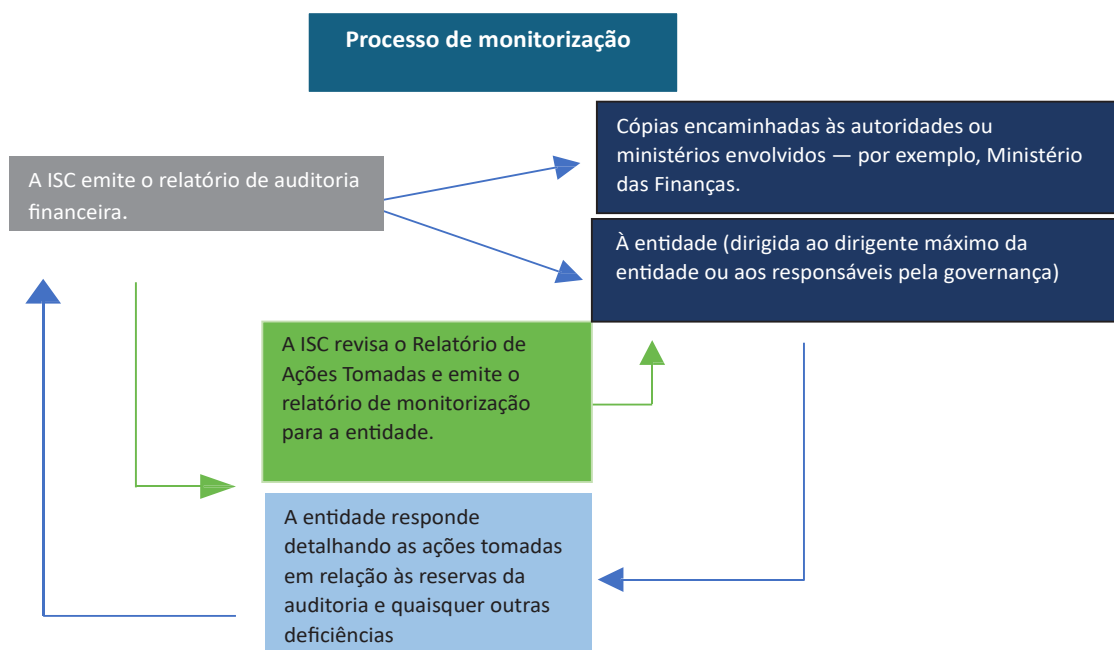 Processo de monitorização
Cópias encaminhadas às autoridades ou
ministérios envolvidos — por exemplo, Ministério
das Finanças.
A ISC emite o relatório de auditoria
financeira.
À entidade (dirigida ao dirigente máximo da
entidade ou aos responsáveis pela governança)
A ISC revisa o Relatório de
Ações Tomadas e emite o
relatório de monitorização
para a entidade.
A entidade responde
detalhando as ações tomadas
em relação às reservas da
auditoria e quaisquer outras
deficiências